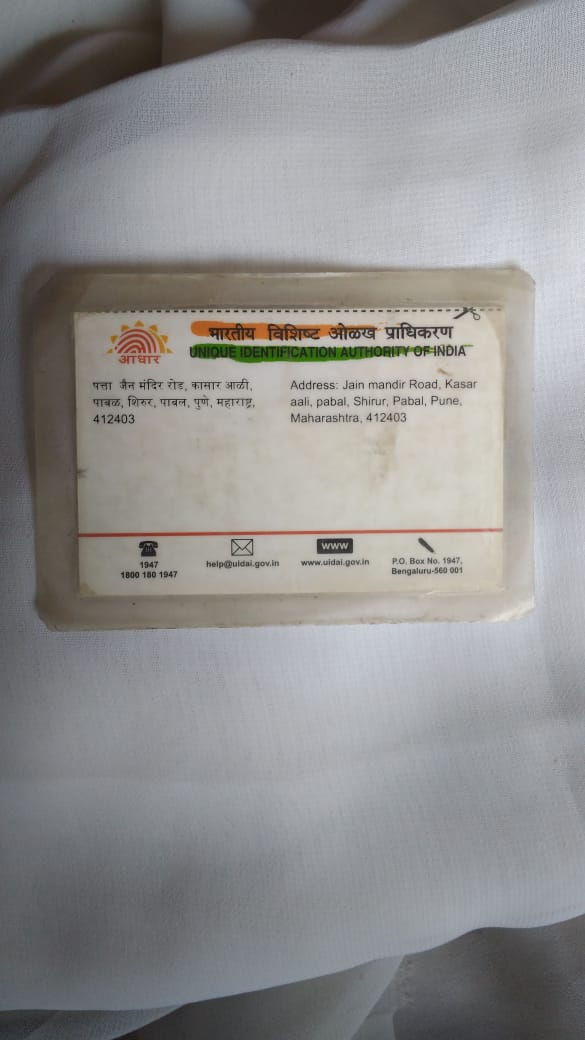 भारतीय विशिष्ट ओळख प्राधिकरण
UNIQUE IDENTIFICATION AUTHORITY OF INDIA
आधार
पत्ता जैन मंदिर रोड, कासार आळी,
पाबळ, शिरुर, पाबल, पुणे, महाराष्ट्र,
412403
Address: Jain mandir Road, Kasar
aali, pabal, Shirur, Pabal, Pune,
Maharashtra, 412403
1947
1800 180 1947
help@uidai.gov.in
WWW
www.uidai.gov.in
P.O. Box No. 1947,
Bengaluru-560 001